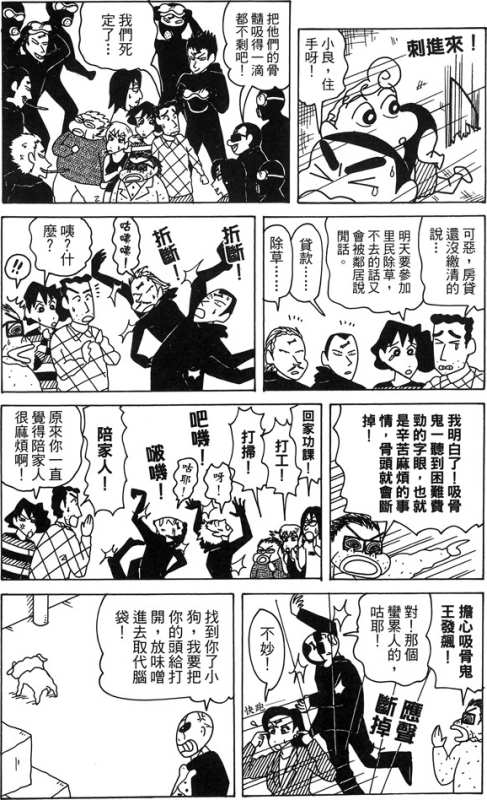 刺進來！
小良，住
手呀！
把他們的骨
髓吸得一滴
都不剩吧！
我們死
定了…
可惡，房貸
還沒繳清的
說…
明天要參加
里民除草，
不去的話又
會被鄰居說
閒話。
貸款……
除草……
折斷！
折斷！
咦？什
麼？
!!
我明白了！吸骨
鬼一聽到困難費
勁的字眼，也就
是辛苦麻煩的事
情，骨頭就會斷
掉！
回家功課！
打工！
呀！
打掃！
咕耶！
吧嘰！
啵嘰！
陪家人！
原來你一直
覺得陪家人
很麻煩啊！
擔心吸骨鬼
王發飆！
對！那個
蠻累人的，
咕耶！
應聲
斷掉
不妙！
快跑
找到你了小
狗，我要把
你的頭給打
開，放味噌
進去取代腦
袋！